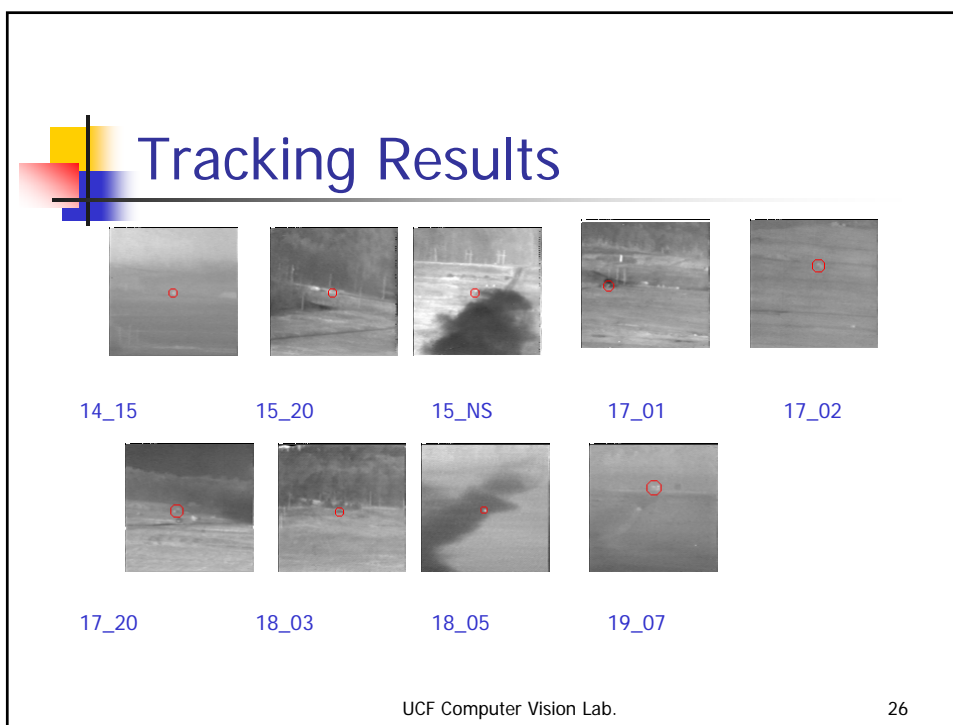 Tracking Results
14_15 15_20 15_NS 17_01 17_02
17_20 18_03 18_05 19_07
UCF Computer Vision Lab. 26